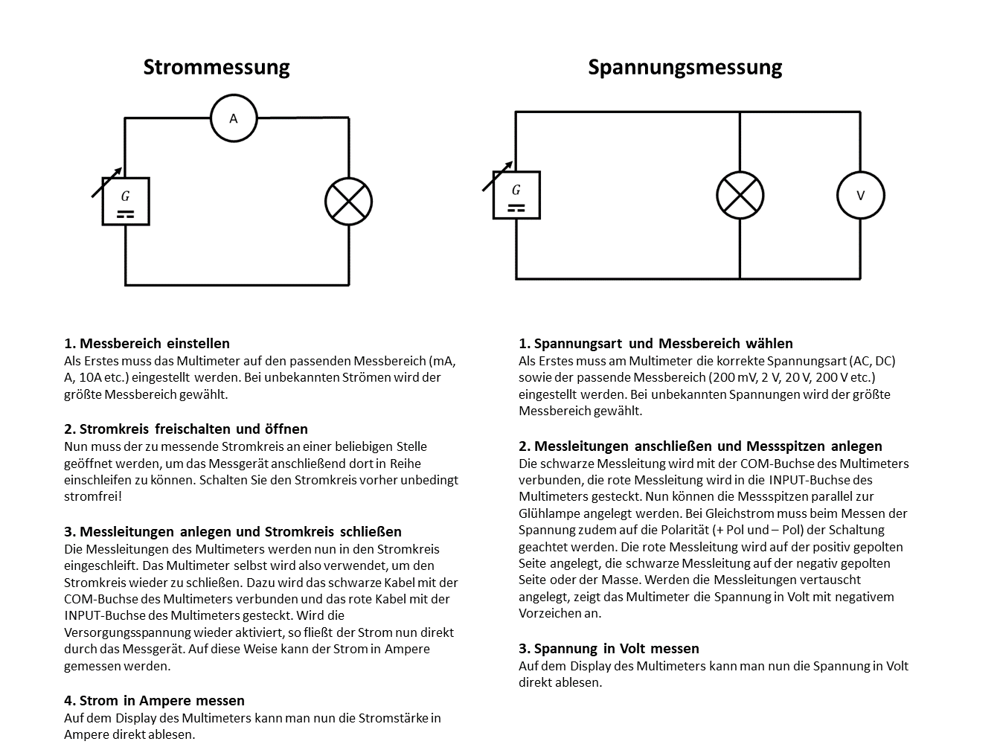 Strommessung
A
G
1. Messbereich einstellen
Als Erstes muss das Multimeter auf den passenden Messbereich (mA,
A, 10A etc.) eingestellt werden. Bei unbekannten Strömen wird der
größte Messbereich gewählt.
2. Stromkreis freischalten und öffnen
Nun muss der zu messende Stromkreis an einer beliebigen Stelle
geöffnet werden, um das Messgerät anschließend dort in Reihe
einschleifen zu können. Schalten Sie den Stromkreis vorher unbedingt
stromfrei!
3. Messleitungen anlegen und Stromkreis schließen
Die Messleitungen des Multimeters werden nun in den Stromkreis
eingeschleift. Das Multimeter selbst wird also verwendet, um den
Stromkreis wieder zu schließen. Dazu wird das schwarze Kabel mit der
COM-Buchse des Multimeters verbunden und das rote Kabel mit der
INPUT-Buchse des Multimeters gesteckt. Wird die
Versorgungsspannung wieder aktiviert, so fließt der Strom nun direkt
durch das Messgerät. Auf diese Weise kann der Strom in Ampere
gemessen werden.
4. Strom in Ampere messen
Auf dem Display des Multimeters kann man nun die Stromstärke in
Ampere direkt ablesen.
Spannungsmessung
G
V
1. Spannungsart und Messbereich wählen
Als Erstes muss am Multimeter die korrekte Spannungsart (AC, DC)
sowie der passende Messbereich (200 mV, 2 V, 20 V, 200 V etc.)
eingestellt werden. Bei unbekannten Spannungen wird der größte
Messbereich gewählt.
2. Messleitungen anschließen und Messspitzen anlegen
Die schwarze Messleitung wird mit der COM-Buchse des Multimeters
verbunden, die rote Messleitung wird in die INPUT-Buchse des
Multimeters gesteckt. Nun können die Messspitzen parallel zur
Glühlampe angelegt werden. Bei Gleichstrom muss beim Messen der
Spannung zudem auf die Polarität (+ Pol und – Pol) der Schaltung
geachtet werden. Die rote Messleitung wird auf der positiv gepolten
Seite angelegt, die schwarze Messleitung auf der negativ gepolten
Seite oder der Masse. Werden die Messleitungen vertauscht
angelegt, zeigt das Multimeter die Spannung in Volt mit negativem
Vorzeichen an.
3. Spannung in Volt messen
Auf dem Display des Multimeters kann man nun die Spannung in Volt
direkt ablesen.